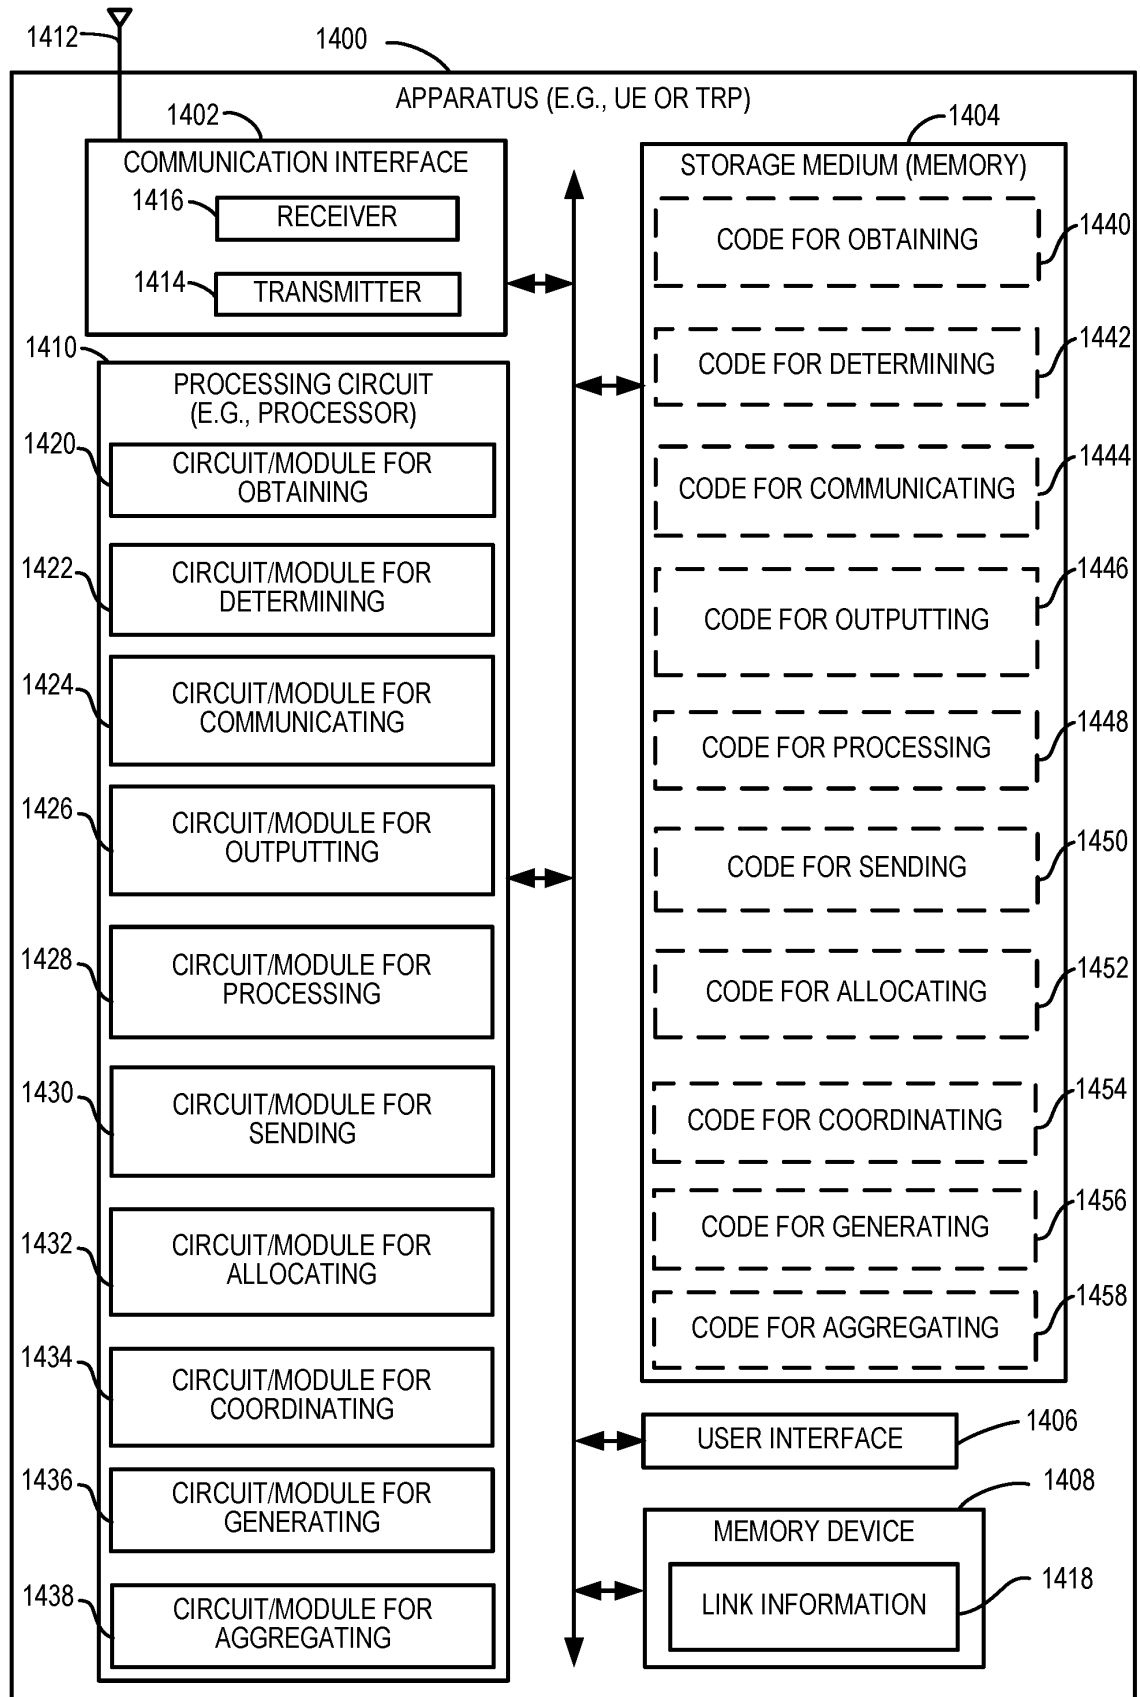 1412
1400
APPARATUS (E.G., UE OR TRP)
1402
COMMUNICATION INTERFACE
1416
RECEIVER
1414
TRANSMITTER
1410
PROCESSING CIRCUIT
(E.G., PROCESSOR)
1420
CIRCUIT/MODULE FOR
OBTAINING
1422
CIRCUIT/MODULE FOR
DETERMINING
1424
CIRCUIT/MODULE FOR
COMMUNICATING
1426
CIRCUIT/MODULE FOR
OUTPUTTING
1428
CIRCUIT/MODULE FOR
PROCESSING
1430
CIRCUIT/MODULE FOR
SENDING
1432
CIRCUIT/MODULE FOR
ALLOCATING
1434
CIRCUIT/MODULE FOR
COORDINATING
1436
CIRCUIT/MODULE FOR
GENERATING
1438
CIRCUIT/MODULE FOR
AGGREGATING
1404
STORAGE MEDIUM (MEMORY)
CODE FOR OBTAINING
1440
CODE FOR DETERMINING
1442
CODE FOR COMMUNICATING
1444
CODE FOR OUTPUTTING
1446
CODE FOR PROCESSING
1448
CODE FOR SENDING
1450
CODE FOR ALLOCATING
1452
CODE FOR COORDINATING
1454
CODE FOR GENERATING
1456
CODE FOR AGGREGATING
1458
USER INTERFACE
1406
1408
MEMORY DEVICE
LINK INFORMATION
1418